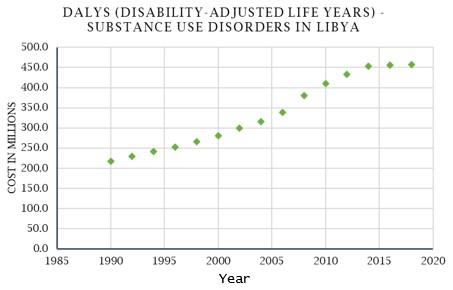 DALYS (DISABILITY-ADJUSTED LIFE YEARS) -
SUBSTANCE USE DISORDERS IN LIBYA
COST IN MILLIONS
500.0
450.0
400.0
350.0
300.0
250.0
200.0
150.0
100.0
50.0
0.0
1985 1990 1995 2000 2005 2010 2015 2020
Year